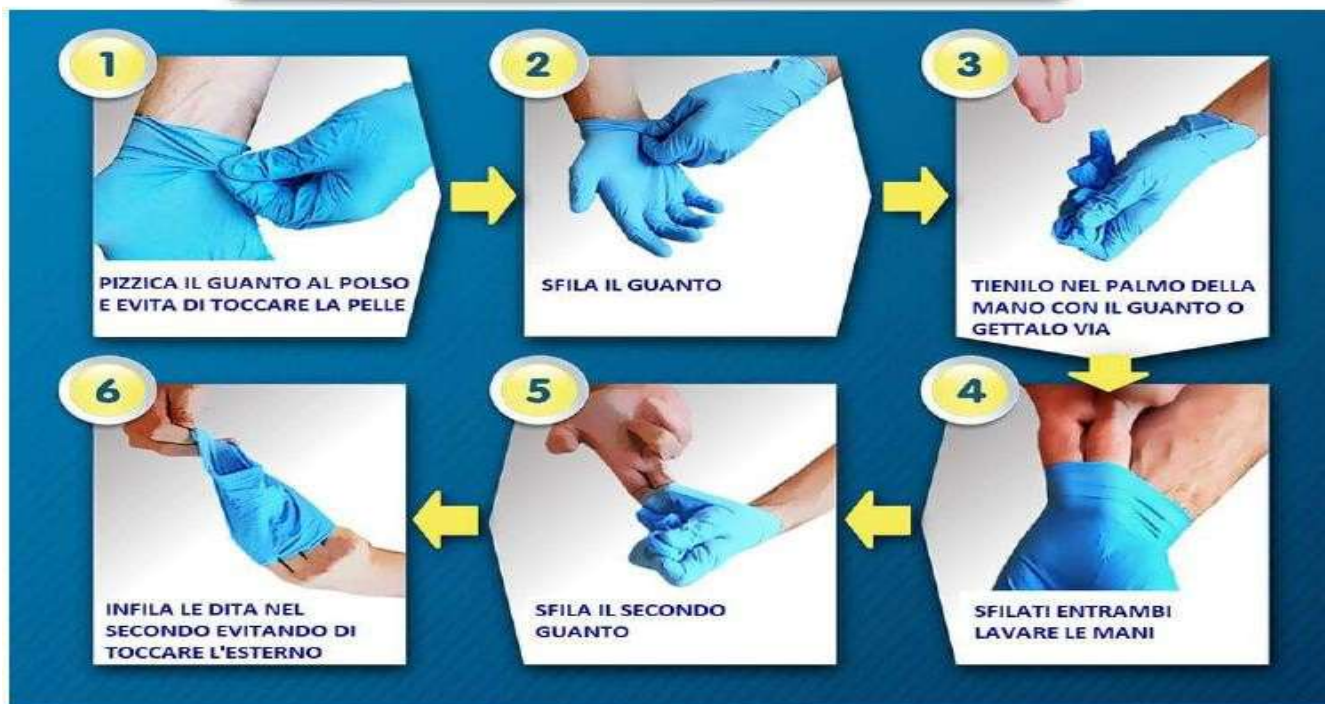 1
PIZZICA IL GUANTO AL POLSO
E EVITA DI TOCCARE LA PELLE
2
SFILA IL GUANTO
3
TIENILO NEL PALMO DELLA
MANO CON IL GUANTO O
GETTALO VIA
4
SFILATI ENTRAMBI
LAVARE LE MANI
5
SFILA IL SECONDO
GUANTO
6
INFILA LE DITA NEL
SECONDO EVITANDO DI
TOCCARE L'ESTERNO